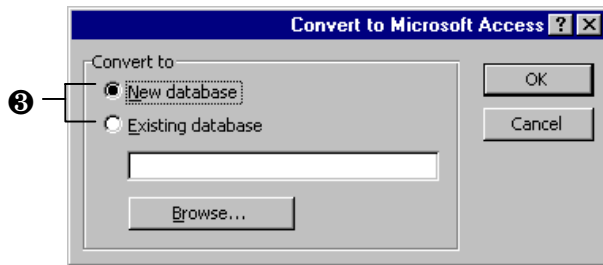 Convert to Microsoft Access ? X
Convert to
❸
New database
OK
Existing database
Cancel
Browse...